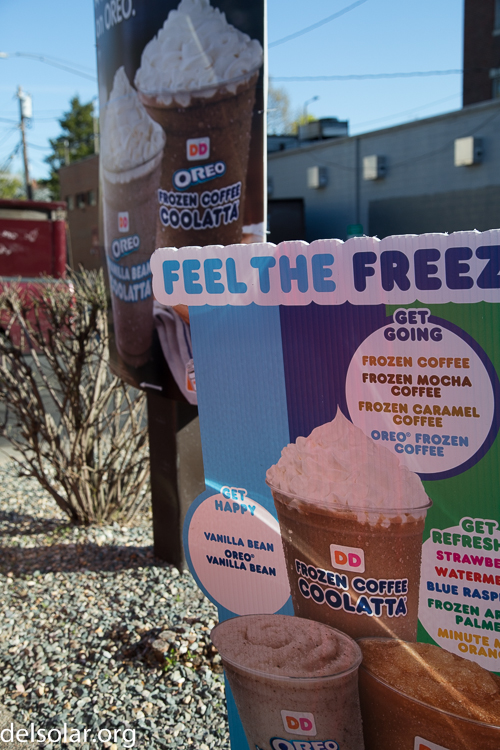 OREO.
DD
OREO
FROZEN COFFEE
COOLATTA
DD
OREO
VANILLA BEAN
COOLATTA
FEEL THE FREEZ
GET
GOING
FROZEN COFFEE
FROZEN MOCHA
COFFEE
FROZEN CARAMEL
COFFEE
OREO® FROZEN
COFFEE
GET
HAPPY
VANILLA BEAN
OREO®
VANILLA BEAN
DD
FROZEN COFFEE
COOLATTA
GET
REFRESH
STRAWBE
WATERME
BLUE RASP
FROZEN AR
PALME
MINUTE M
ORAN
DD
OREO
delsolar.org